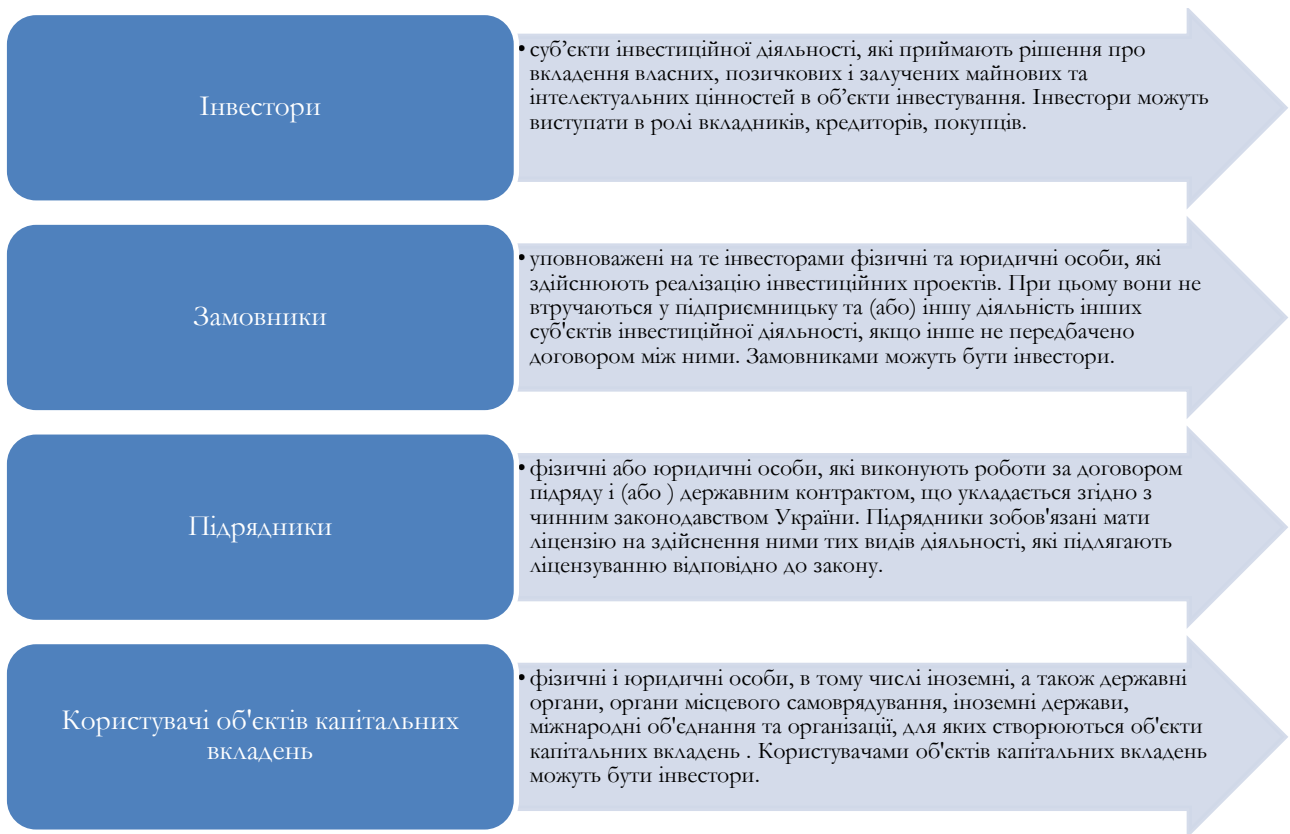 Інвестори
• суб’єкти інвестиційної діяльності, які приймають рішення про
вкладення власних, позичкових і залучених майнових та
інтелектуальних цінностей в об’єкти інвестування. Інвестори можуть
виступати в ролі вкладників, кредиторів, покупців.
Замовники
• уповноважені на те інвесторами фізичні та юридичні особи, які
здійснюють реалізацію інвестиційних проектів. При цьому вони не
втручаються у підприємницьку та (або) іншу діяльність інших
суб'єктів інвестиційної діяльності, якщо інше не передбачено
договором між ними. Замовниками можуть бути інвестори.
Підрядники
• фізичні або юридичні особи, які виконують роботи за договором
підряду і (або ) державним контрактом, що укладається згідно з
чинним законодавством України. Підрядники зобов'язані мати
ліцензію на здійснення ними тих видів діяльності, які підлягають
ліцензуванню відповідно до закону.
Користувачі об'єктів капітальних
вкладень
• фізичні і юридичні особи, в тому числі іноземні, а також державні
органи, органи місцевого самоврядування, іноземні держави,
міжнародні об'єднання та організації, для яких створюються об'єкти
капітальних вкладень . Користувачами об'єктів капітальних вкладень
можуть бути інвестори.